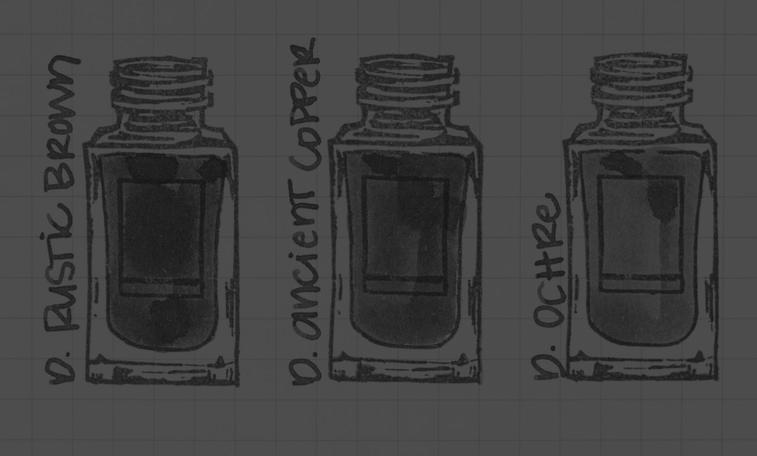 D. RUSTIC BROWN
D. ANCIENT COPPER
D. OCHRE